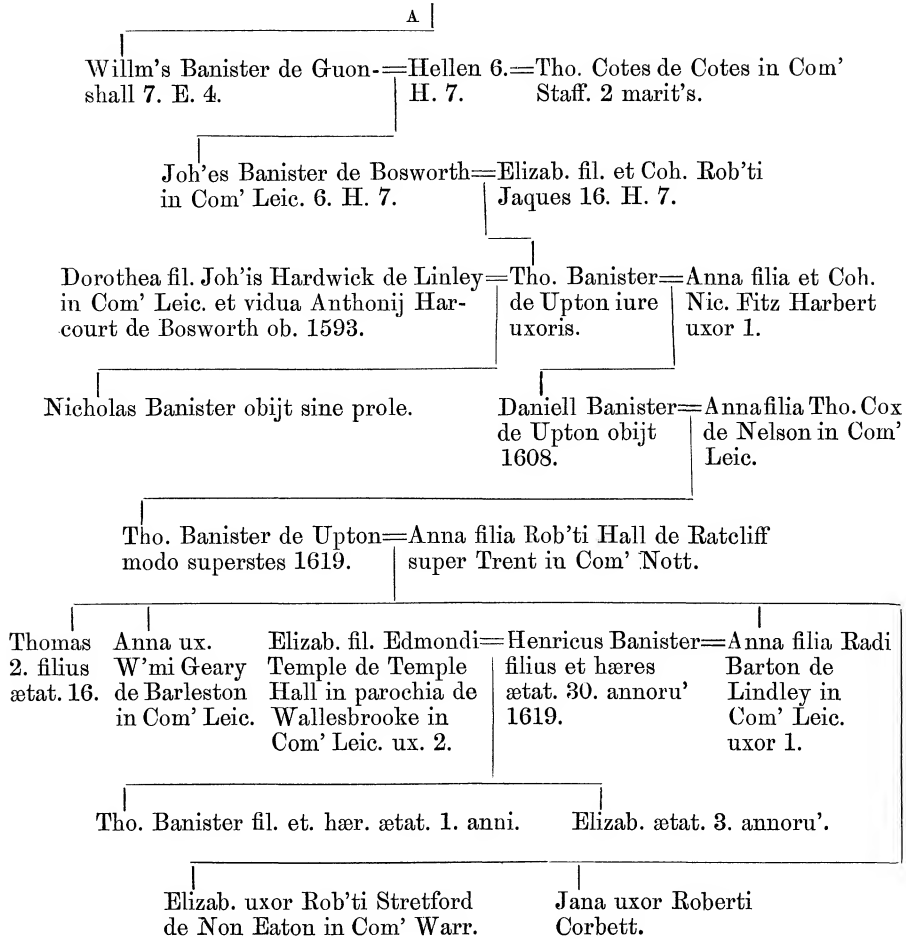 A
Willm's Banister de Guon-=Hellen 6.=Tho. Cotes de Cotes in Com'
shall 7. E. 4. H. 7. Staff. 2 marit's.
Joh'es Banister de Bosworth=Elizab. fil. et Coh. Rob'ti
in Com' Leic. 6. H. 7. Jaques 16. H. 7.
Dorothea fil. Joh'is Hardwick de Linley=Tho. Banister=Anna filia et Coh.
in Com' Leic. et vidua Anthonij Har- de Upton iure Nic. Fitz Harbert
court de Bosworth ob. 1593. uxoris. uxor 1.
Nicholas Banister obijt sine prole. Daniell Banister=Anna filia Tho. Cox
de Upton obijt de Nelson in Com'
1608. Leic.
Tho. Banister de Upton=Anna filia Rob'ti Hall de Ratcliff
modo superstes 1619. super Trent in Com' Nott.
Thomas Anna ux. Elizab. fil. Edmondi=Henricus Banister=Anna filia Radi
2. filius W'mi Geary Temple de Temple filius et hæres Barton de
ætat. 16. de Barleston Hall in parochia de ætat. 30. annoru' Lindley in
in Com' Leic. Wallesbrooke in 1619. Com' Leic.
Com' Leic. ux. 2. uxor 1.
Tho. Banister fil. et. hær. ætat. 1. anni. Elizab. ætat. 3. annoru'.
Elizab. uxor Rob'ti Stretford Jana uxor Roberti
de Non Eaton in Com' Warr. Corbett.